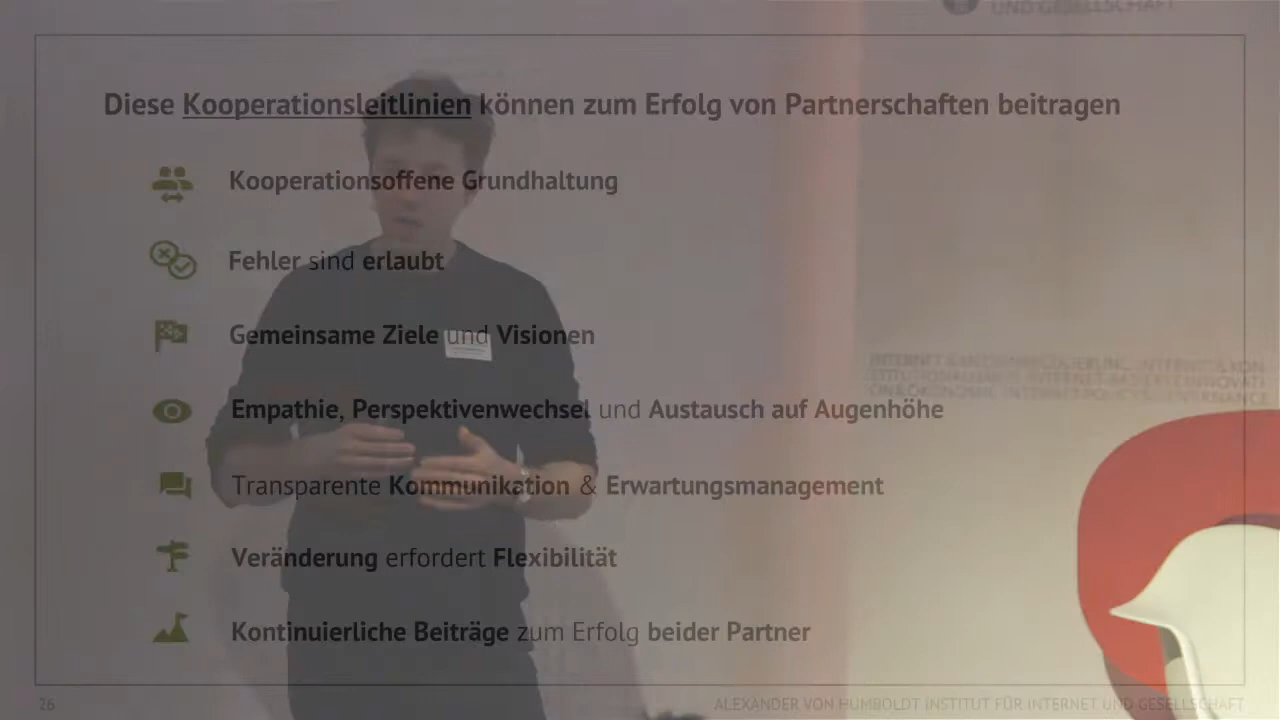 UND GESELLSCHAFT
Diese Kooperationsleitlinien können zum Erfolg von Partnerschaften beitragen
Kooperationsoffene Grundhaltung
Fehler sind erlaubt
Gemeinsame Ziele und Visionen
Empathie, Perspektivenwechsel und Austausch auf Augenhöhe
Transparente Kommunikation & Erwartungsmanagement
Veränderung erfordert Flexibilität
Kontinuierliche Beiträge zum Erfolg beider Partner
26
ALEXANDER VON HUMBOLDT INSTITUT FÜR INTERNET UND GESELLSCHAFT